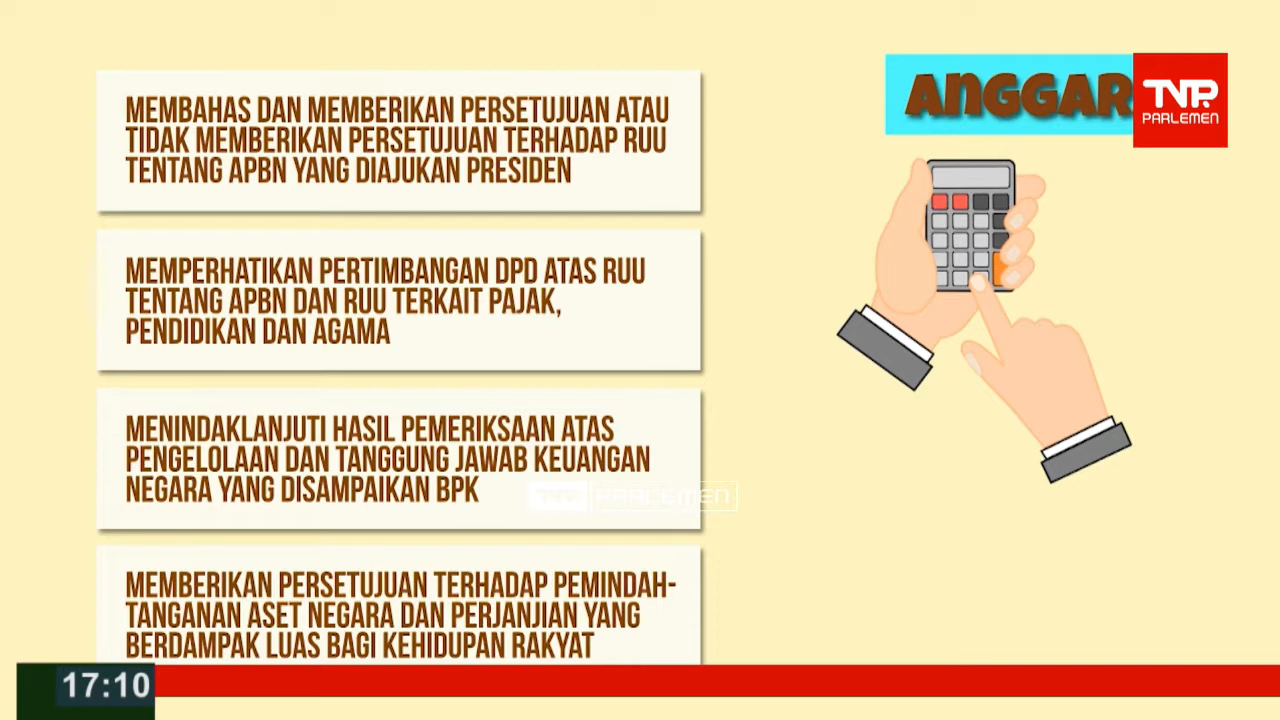 MEMBAHAS DAN MEMBERIKAN PERSETUJUAN ATAU
TIDAK MEMBERIKAN PERSETUJUAN TERHADAP RUU
TENTANG APBN YANG DIAJUKAN PRESIDEN
MEMPERHATIKAN PERTIMBANGAN DPD ATAS RUU
TENTANG APBN DAN RUU TERKAIT PAJAK,
PENDIDIKAN DAN AGAMA
MENINDAKLANJUTI HASIL PEMERIKSAAN ATAS
PENGELOLAAN DAN TANGGUNG JAWAB KEUANGAN
NEGARA YANG DISAMPAIKAN BPK
MEMBERIKAN PERSETUJUAN TERHADAP PEMINDAH-
TANGANAN ASET NEGARA DAN PERJANJIAN YANG
BERDAMPAK LUAS BAGI KEHIDUPAN RAKYAT
ANGGAR
TVP.
PARLEMEN
PARLEMEN
17:10